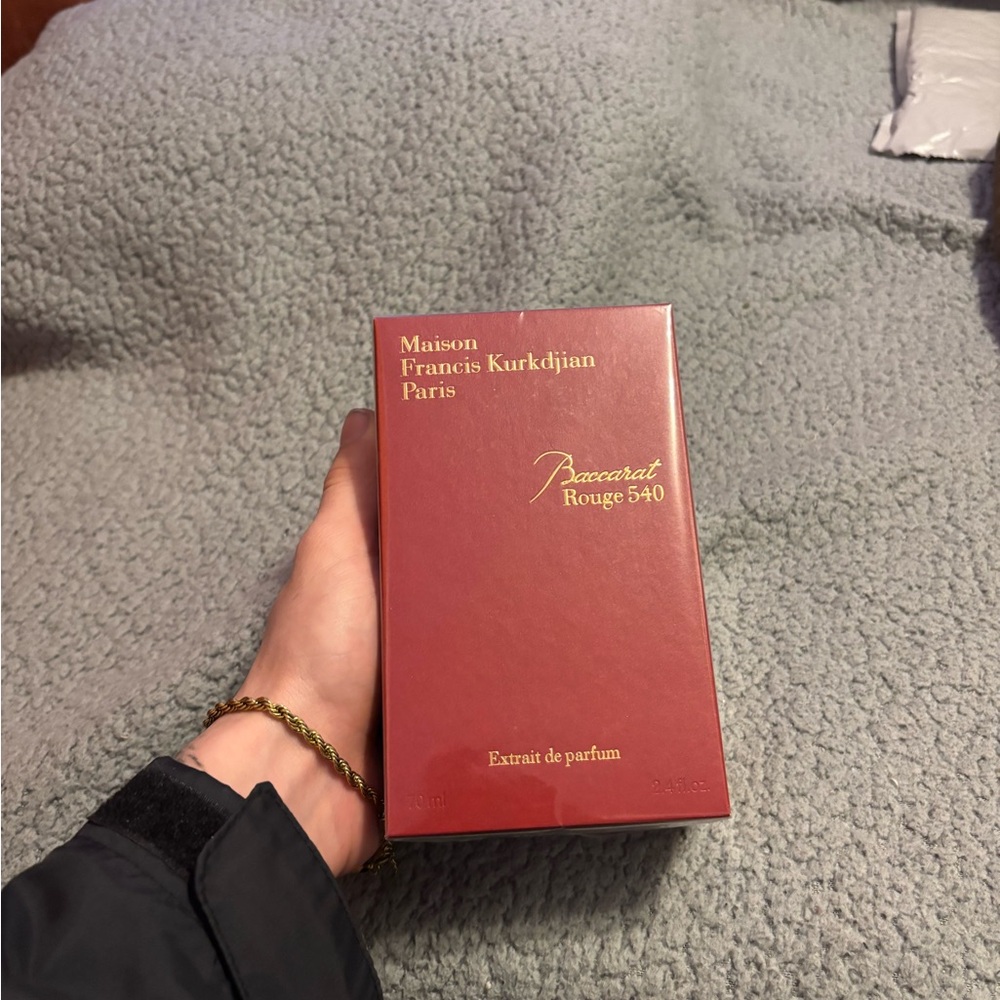 Maison
Francis Kurkdjian
Paris
Baccarat
Rouge 540
Extrait de parfum
70 ml
2.4 fl.oz.